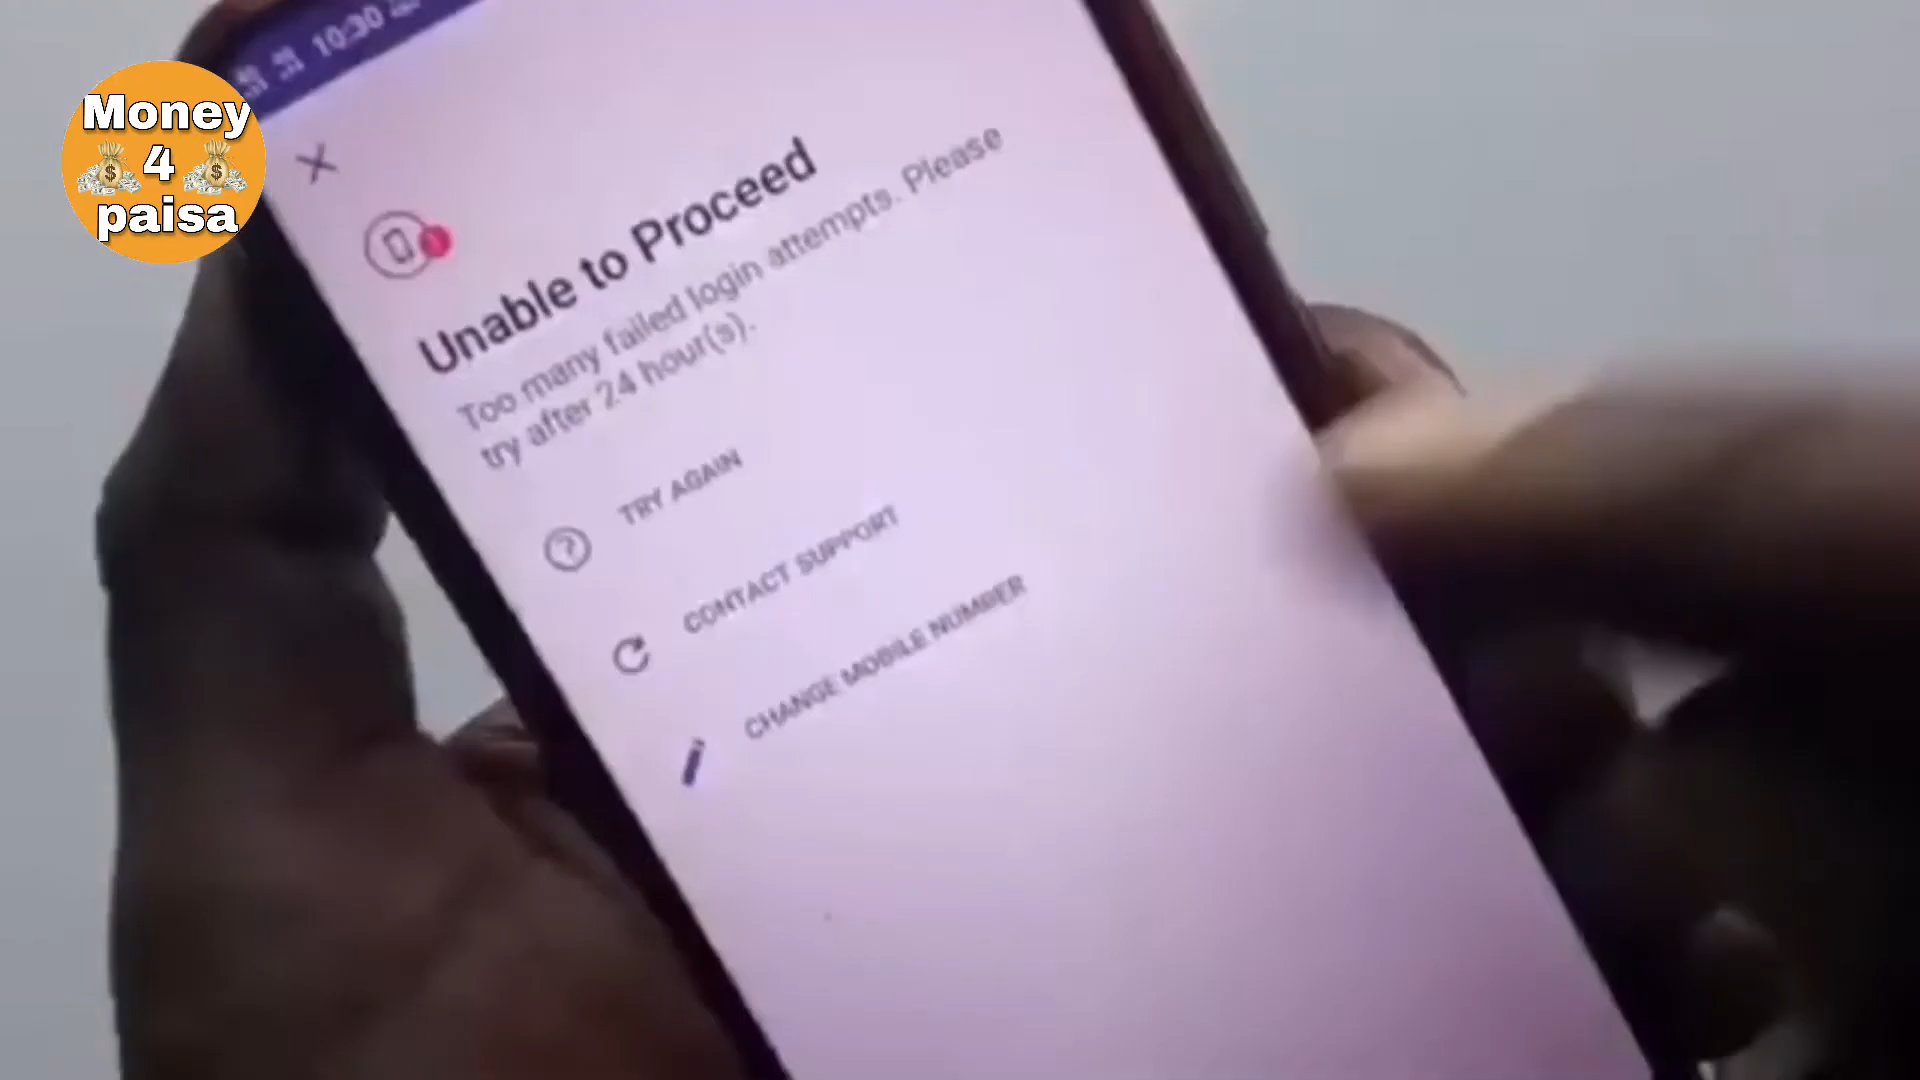 Money
4
paisa
10:30
Unable to Proceed
Too many failed login attempts. Please
try after 24 hour(s).
TRY AGAIN
CONTACT SUPPORT
CHANGE MOBILE NUMBER